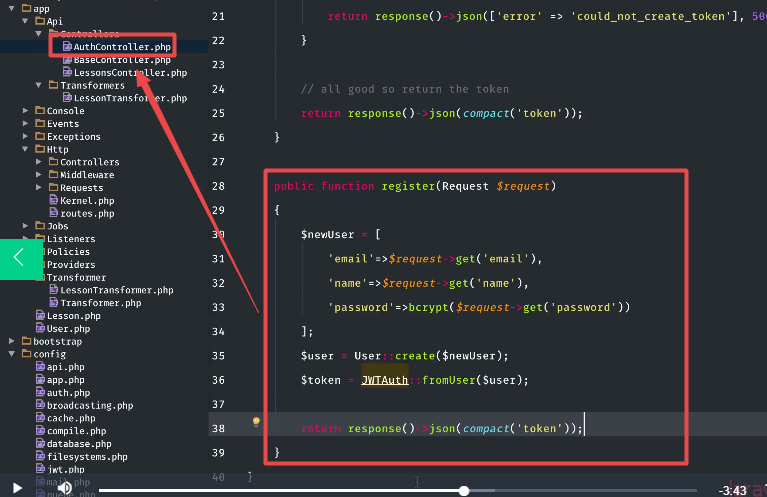 app
Api
Controllers
AuthController.php
BaseController.php
LessonsController.php
Transformers
LessonTransformer.php
Console
Events
Exceptions
Http
Controllers
Middleware
Requests
Kernel.php
routes.php
Jobs
Listeners
Policies
Providers
Transformer
LessonTransformer.php
Transformer.php
Lesson.php
User.php
bootstrap
config
api.php
app.php
auth.php
broadcasting.php
cache.php
compile.php
database.php
filesystems.php
jwt.php
mail.php
queue.php
21 return response()->json(['error' => 'could_not_create_token'], 50
22 }
23
24 // all good so return the token
25 return response()->json(compact('token'));
26 }
27
28 public function register(Request $request)
29 {
30 $newUser = [
31 'email'=>$request->get('email'),
32 'name'=>$request->get('name'),
33 'password'=>bcrypt($request->get('password'))
34 ];
35 $user = User::create($newUser);
36 $token = JWTAuth::fromUser($user);
37
38 return response()->json(compact('token'));
39 }
40 }
-3:43